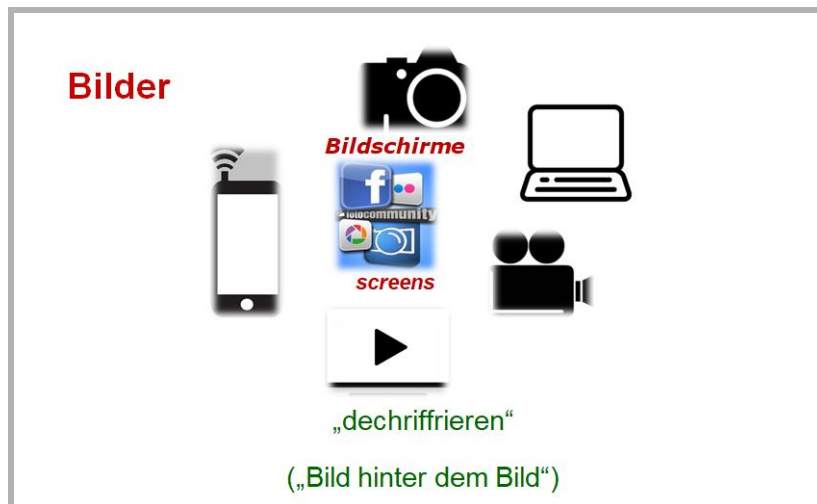 Bilder
Bildschirme
f
fotocommunity
screens
„dechriffrieren“
(„Bild hinter dem Bild“)